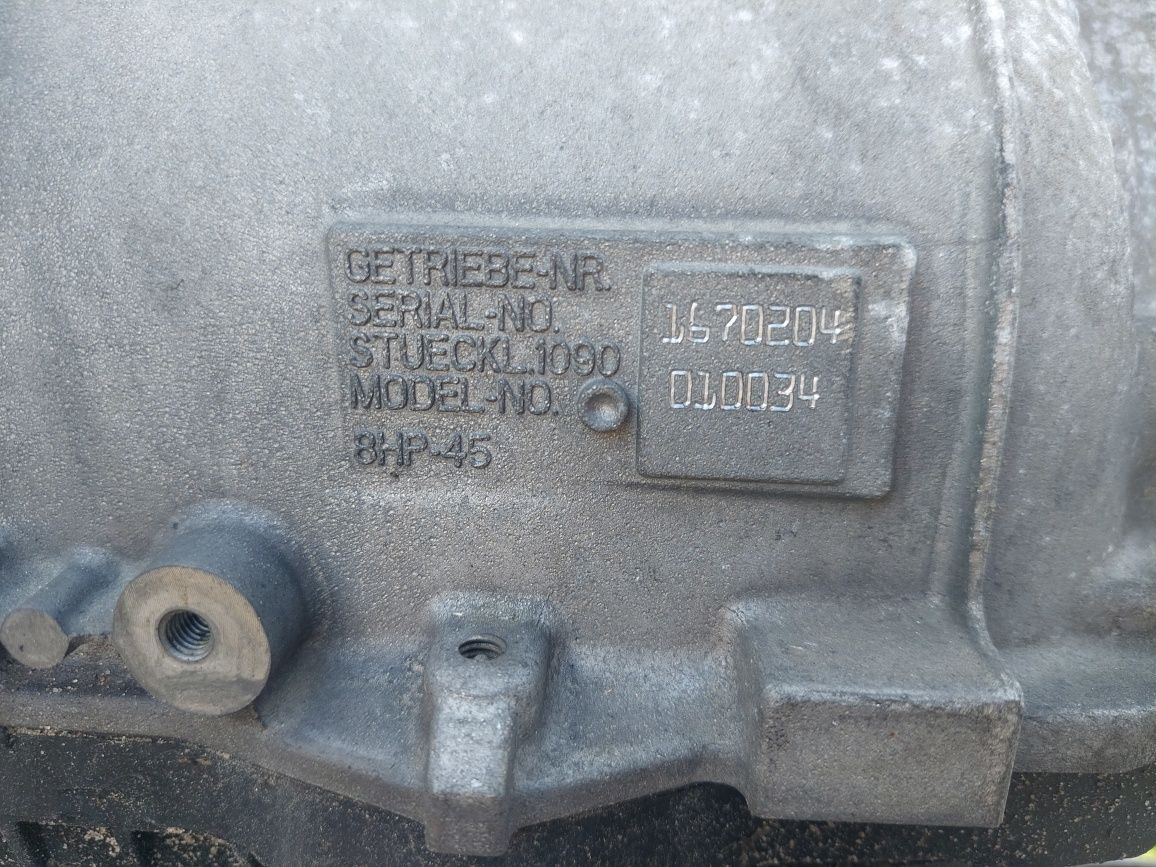 GETRIEBE-NR.
SERIAL-NO. 1670204
STUECKL.1090
MODEL-NO. 010034
8HP-45